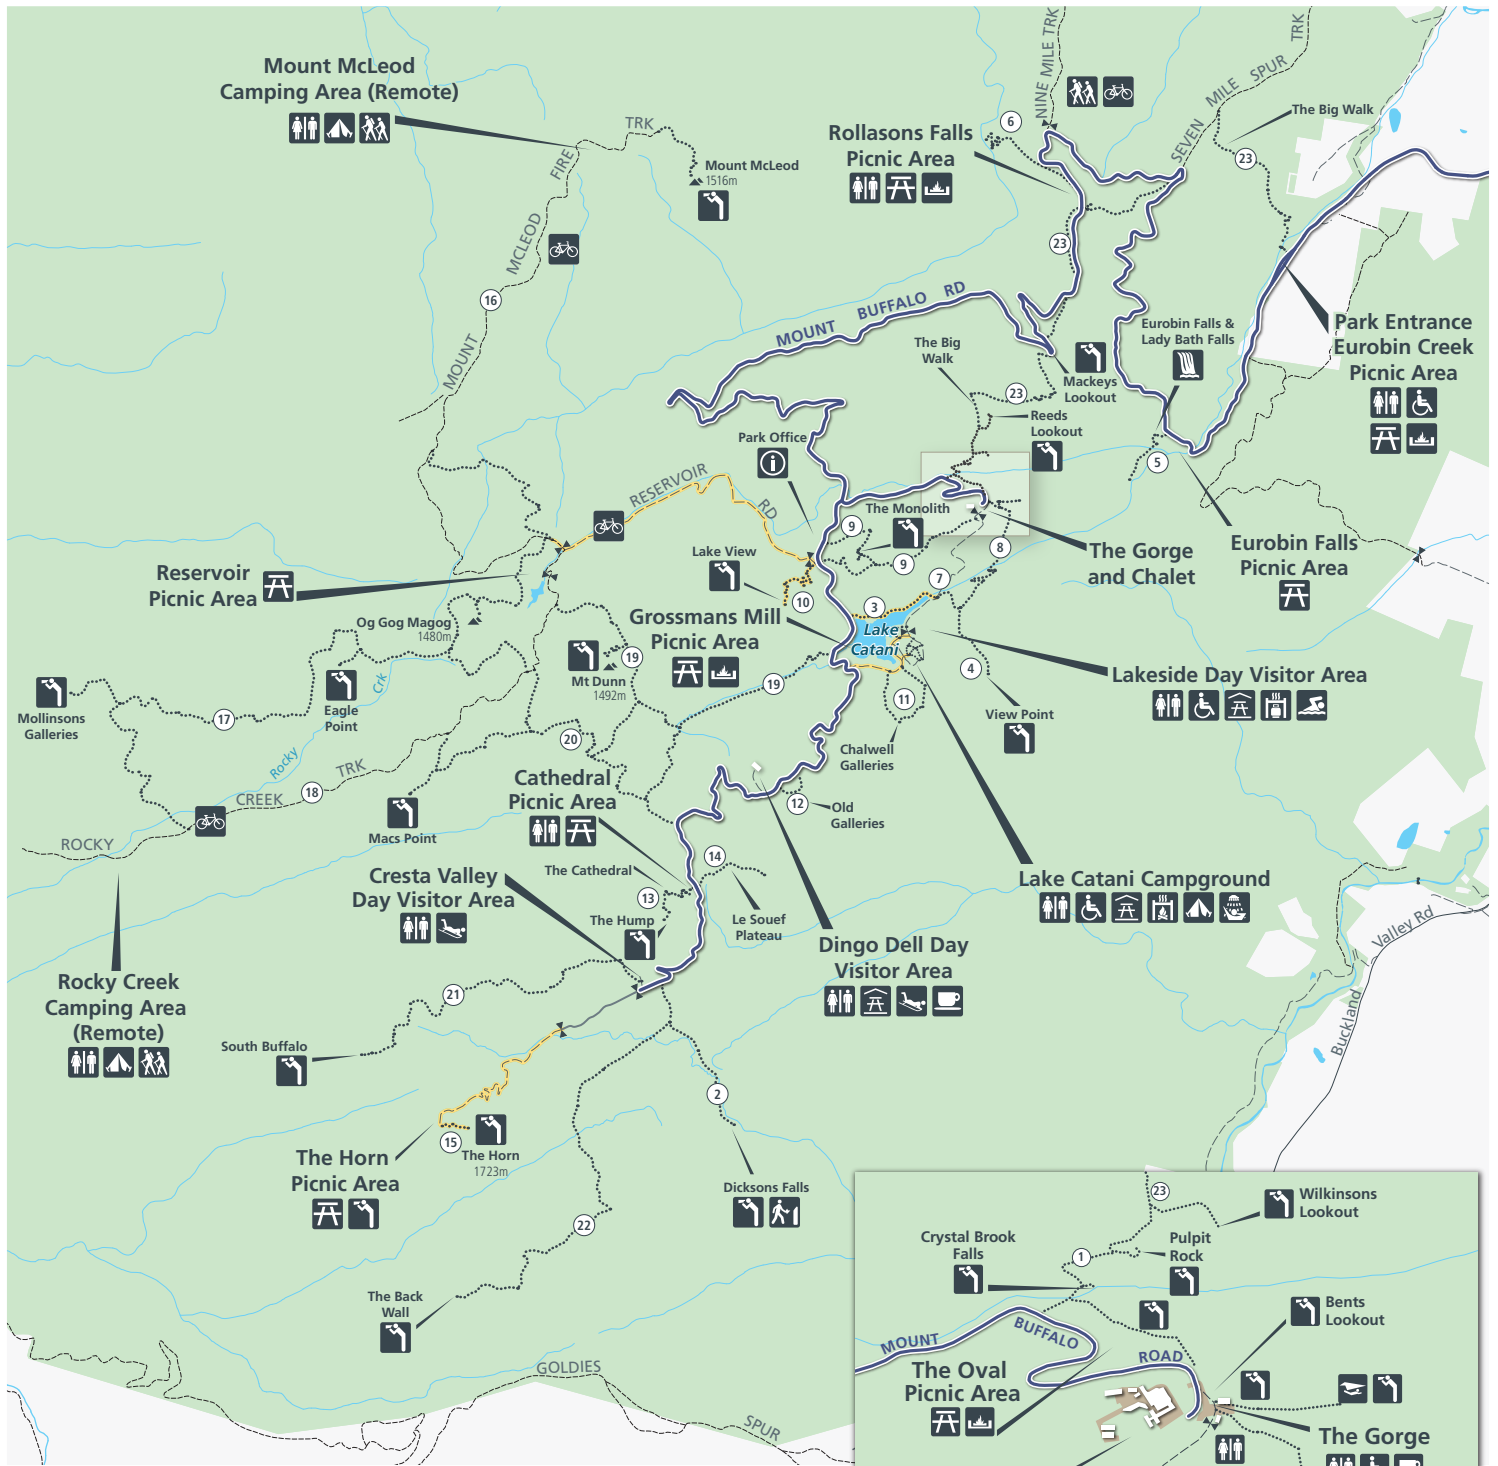 Mount McLeod
Camping Area (Remote)
TRK
FIRE
MCLEOD
MOUNT
Mount McLeod
1516m
16
NINE MILE TRK
6
Rollasons Falls
Picnic Area
SEVEN MILE SPUR TRK
The Big Walk
23
23
MOUNT BUFFALO RD
Eurobin Falls &
Lady Bath Falls
Park Entrance
Eurobin Creek
Picnic Area
The Big
Walk
Mackeys
Lookout
23
Reeds
Lookout
5
Park Office
RESERVOIR
RD
The Monolith
9
9
8
7
The Gorge
and Chalet
Eurobin Falls
Picnic Area
Reservoir
Picnic Area
Lake View
10
3
Grossmans Mill
Picnic Area
Lake
Catani
Og Gog Magog
1480m
19
Mt Dunn
1492m
19
4
Lakeside Day Visitor Area
Mollinsons
Galleries
17
Eagle
Point
Rocky
Crk
11
View Point
Chalwell
Galleries
20
Cathedral
Picnic Area
12
Old
Galleries
ROCKY
CREEK
18
TRK
Macs Point
14
The Cathedral
Cresta Valley
Day Visitor Area
13
The Hump
Le Souef
Plateau
Lake Catani Campground
Dingo Dell Day
Visitor Area
Valley Rd
Buckland
Rocky Creek
Camping Area
(Remote)
21
South Buffalo
2
15
The Horn
1723m
The Horn
Picnic Area
Dicksons Falls
22
The Back
Wall
GOLDIES
SPUR
23
Wilkinsons
Lookout
Crystal Brook
Falls
1
Pulpit
Rock
Bents
Lookout
MOUNT
BUFFALO
ROAD
The Oval
Picnic Area
The Gorge